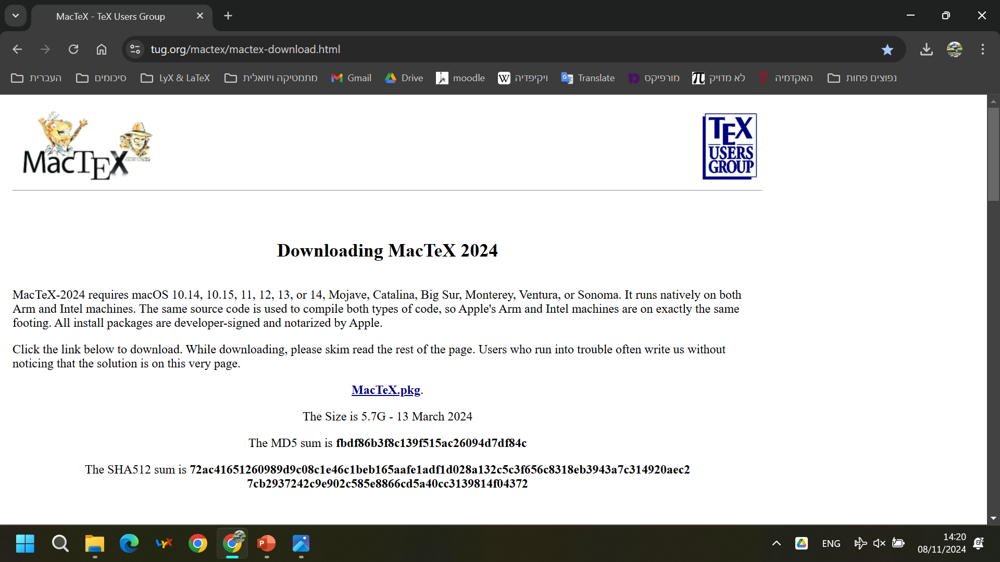 MacTeX - TeX Users Group
tug.org/mactex/mactex-download.html
העברית
סיכומים
LyX & LaTeX
מתמטיקה ויזואלית
Gmail
Drive
moodle
W ויקיפדיה
Translate
מורפיקס
לא מדויק
האקדמיה
נפוצים פחות
MacTEX
TEX
USERS
GROUP
Downloading MacTeX 2024
MacTeX-2024 requires macOS 10.14, 10.15, 11, 12, 13, or 14, Mojave, Catalina, Big Sur, Monterey, Ventura, or Sonoma. It runs natively on both
Arm and Intel machines. The same source code is used to compile both types of code, so Apple's Arm and Intel machines are on exactly the same
footing. All install packages are developer-signed and notarized by Apple.
Click the link below to download. While downloading, please skim read the rest of the page. Users who run into trouble often write us without
noticing that the solution is on this very page.
MacTeX.pkg.
The Size is 5.7G - 13 March 2024
The MD5 sum is fbdf86b3f8c139f515ac26094d7df84c
The SHA512 sum is 72ac41651260989d9c08c1e46c1beb165aafe1adf1d028a132c5c3f656c8318eb3943a7c314920aec2
7cb2937242c9e902c585e8866cd5a40cc3139814f04372
LyX
P
ENG
14:20
08/11/2024